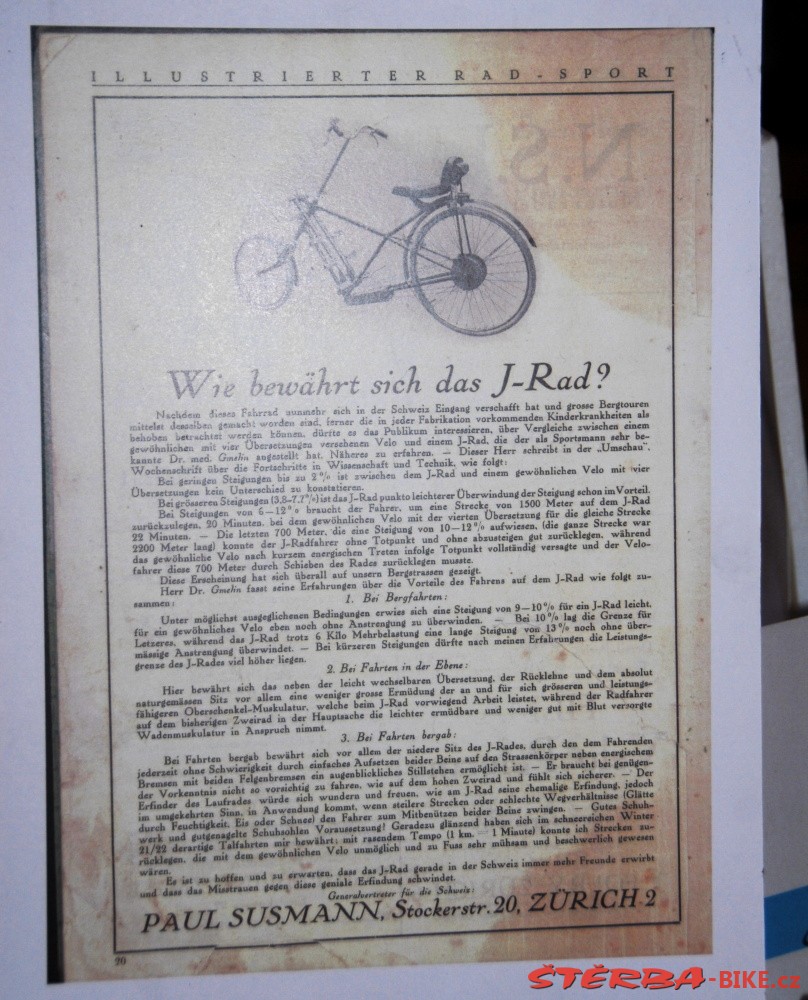 ILLUSTRIERTER RAD-SPORT
Wie bewährt sich das J-Rad?
Nachdem dieses Fahrrad nunmehr sich in der Schweiz Eingang verschafft hat und grosse Bergtouren
mittelst desselben gemacht worden sind, ferner die in jeder Fabrikation vorkommenden Kinderkrankheiten als
behoben betrachtet werden können, dürfte es das Publikum interessieren, über Vergleiche zwischen einem
gewöhnlichen mit vier Übersetzungen versehenen Velo und einem J-Rad, die der als Sportsmann sehr be-
kannte Dr. med. Gmelin angestellt hat, Näheres zu erfahren. — Dieser Herr schreibt in der „Umschau",
Wochenschrift über die Fortschritte in Wissenschaft und Technik, wie folgt:
Bei geringen Steigungen bis zu 2% ist zwischen dem J-Rad und einem gewöhnlichen Velo mit vier
Übersetzungen kein Unterschied zu konstatieren.
Bei grösseren Steigungen (3,8-7,7%) ist das J-Rad punkto leichterer Überwindung der Steigung schon im Vorteil.
Bei Steigungen von 6—12% braucht der Fahrer, um eine Strecke von 1500 Meter auf dem J-Rad
zurückzulegen, 20 Minuten, bei dem gewöhnlichen Velo mit der vierten Übersetzung für die gleiche Strecke
22 Minuten. — Die letzten 700 Meter, die eine Steigung von 10—12% aufwiesen, (die ganze Strecke war
2200 Meter lang) konnte der J-Radfahrer ohne Totpunkt und ohne abzusteigen gut zurücklegen, während
das gewöhnliche Velo nach kurzem energischen Treten infolge Totpunkt vollständig versagte und der Velo-
fahrer diese 700 Meter durch Schieben des Rades zurücklegen musste.
Diese Erscheinung hat sich überall auf unsern Bergstrassen gezeigt.
Herr Dr. Gmelin fasst seine Erfahrungen über die Vorteile des Fahrens auf dem J-Rad wie folgt zu-
sammen:
1. Bei Bergfahrten:
Unter möglichst ausgeglichenen Bedingungen erwies sich eine Steigung von 9—10% für ein J-Rad leicht,
für ein gewöhnliches Velo eben noch ohne Anstrengung zu überwinden. — Bei 10% lag die Grenze für
Letzeres, während das J-Rad trotz 6 Kilo Mehrbelastung eine lange Steigung von 13% noch ohne über-
mässige Anstrengung überwindet. — Bei kürzeren Steigungen dürfte nach meinen Erfahrungen die Leistungs-
grenze des J-Rades viel höher liegen.
2. Bei Fahrten in der Ebene:
Hier bewährt sich das neben der leicht wechselbaren Übersetzung, der Rücklehne und dem absolut
naturgemässen Sitz vor allem eine weniger grosse Ermüdung der an und für sich grösseren und leistungs-
fähigeren Oberschenkel-Muskulatur, welche beim J-Rad vorwiegend Arbeit leistet, während der Radfahrer
auf dem bisherigen Zweirad in der Hauptsache die leichter ermüdbare und weniger gut mit Blut versorgte
Wadenmuskulatur in Anspruch nimmt.
3. Bei Fahrten bergab:
Bei Fahrten bergab bewährt sich vor allem der niedere Sitz des J-Rades, durch den dem Fahrenden
jederzeit ohne Schwierigkeit durch einfaches Aufsetzen beider Beine auf den Strassenkörper neben energischem
Bremsen mit beiden Felgenbremsen ein augenblickliches Stillstehen ermöglicht ist. — Er braucht bei genügen-
der Vorkenntnis nicht so vorsichtig zu fahren, wie auf dem hohen Zweirad und fühlt sich sicherer. — Der
Erfinder des Laufrades würde sich wundern und freuen, wie am J-Rad seine ehemalige Erfindung, jedoch
im umgekehrten Sinn, in Anwendung kommt, wenn steilere Strecken oder schlechte Wegverhältnisse (Glätte
durch Feuchtigkeit, Eis oder Schnee) den Fahrer zum Mitbenützen beider Beine zwingen. — Gutes Schuh-
werk und gutgenagelte Schuhsohlen Voraussetzung! Geradezu glänzend haben sich im schneereichen Winter
21/22 derartige Talfahrten mir bewährt; mit rasendem Tempo (1 km. = 1 Minute) konnte ich Strecken zu-
rücklegen, die mit dem gewöhnlichen Velo unmöglich und zu Fuss sehr mühsam und beschwerlich gewesen
wären.
Es ist zu hoffen und zu erwarten, dass das J-Rad gerade in der Schweiz immer mehr Freunde erwirbt
und dass das Misstrauen gegen diese geniale Erfindung schwindet.
Generalvertreter für die Schweiz:
PAUL SUSMANN, Stockerstr. 20, ZÜRICH 2
20
ŠTĚRBA-BIKE.cz